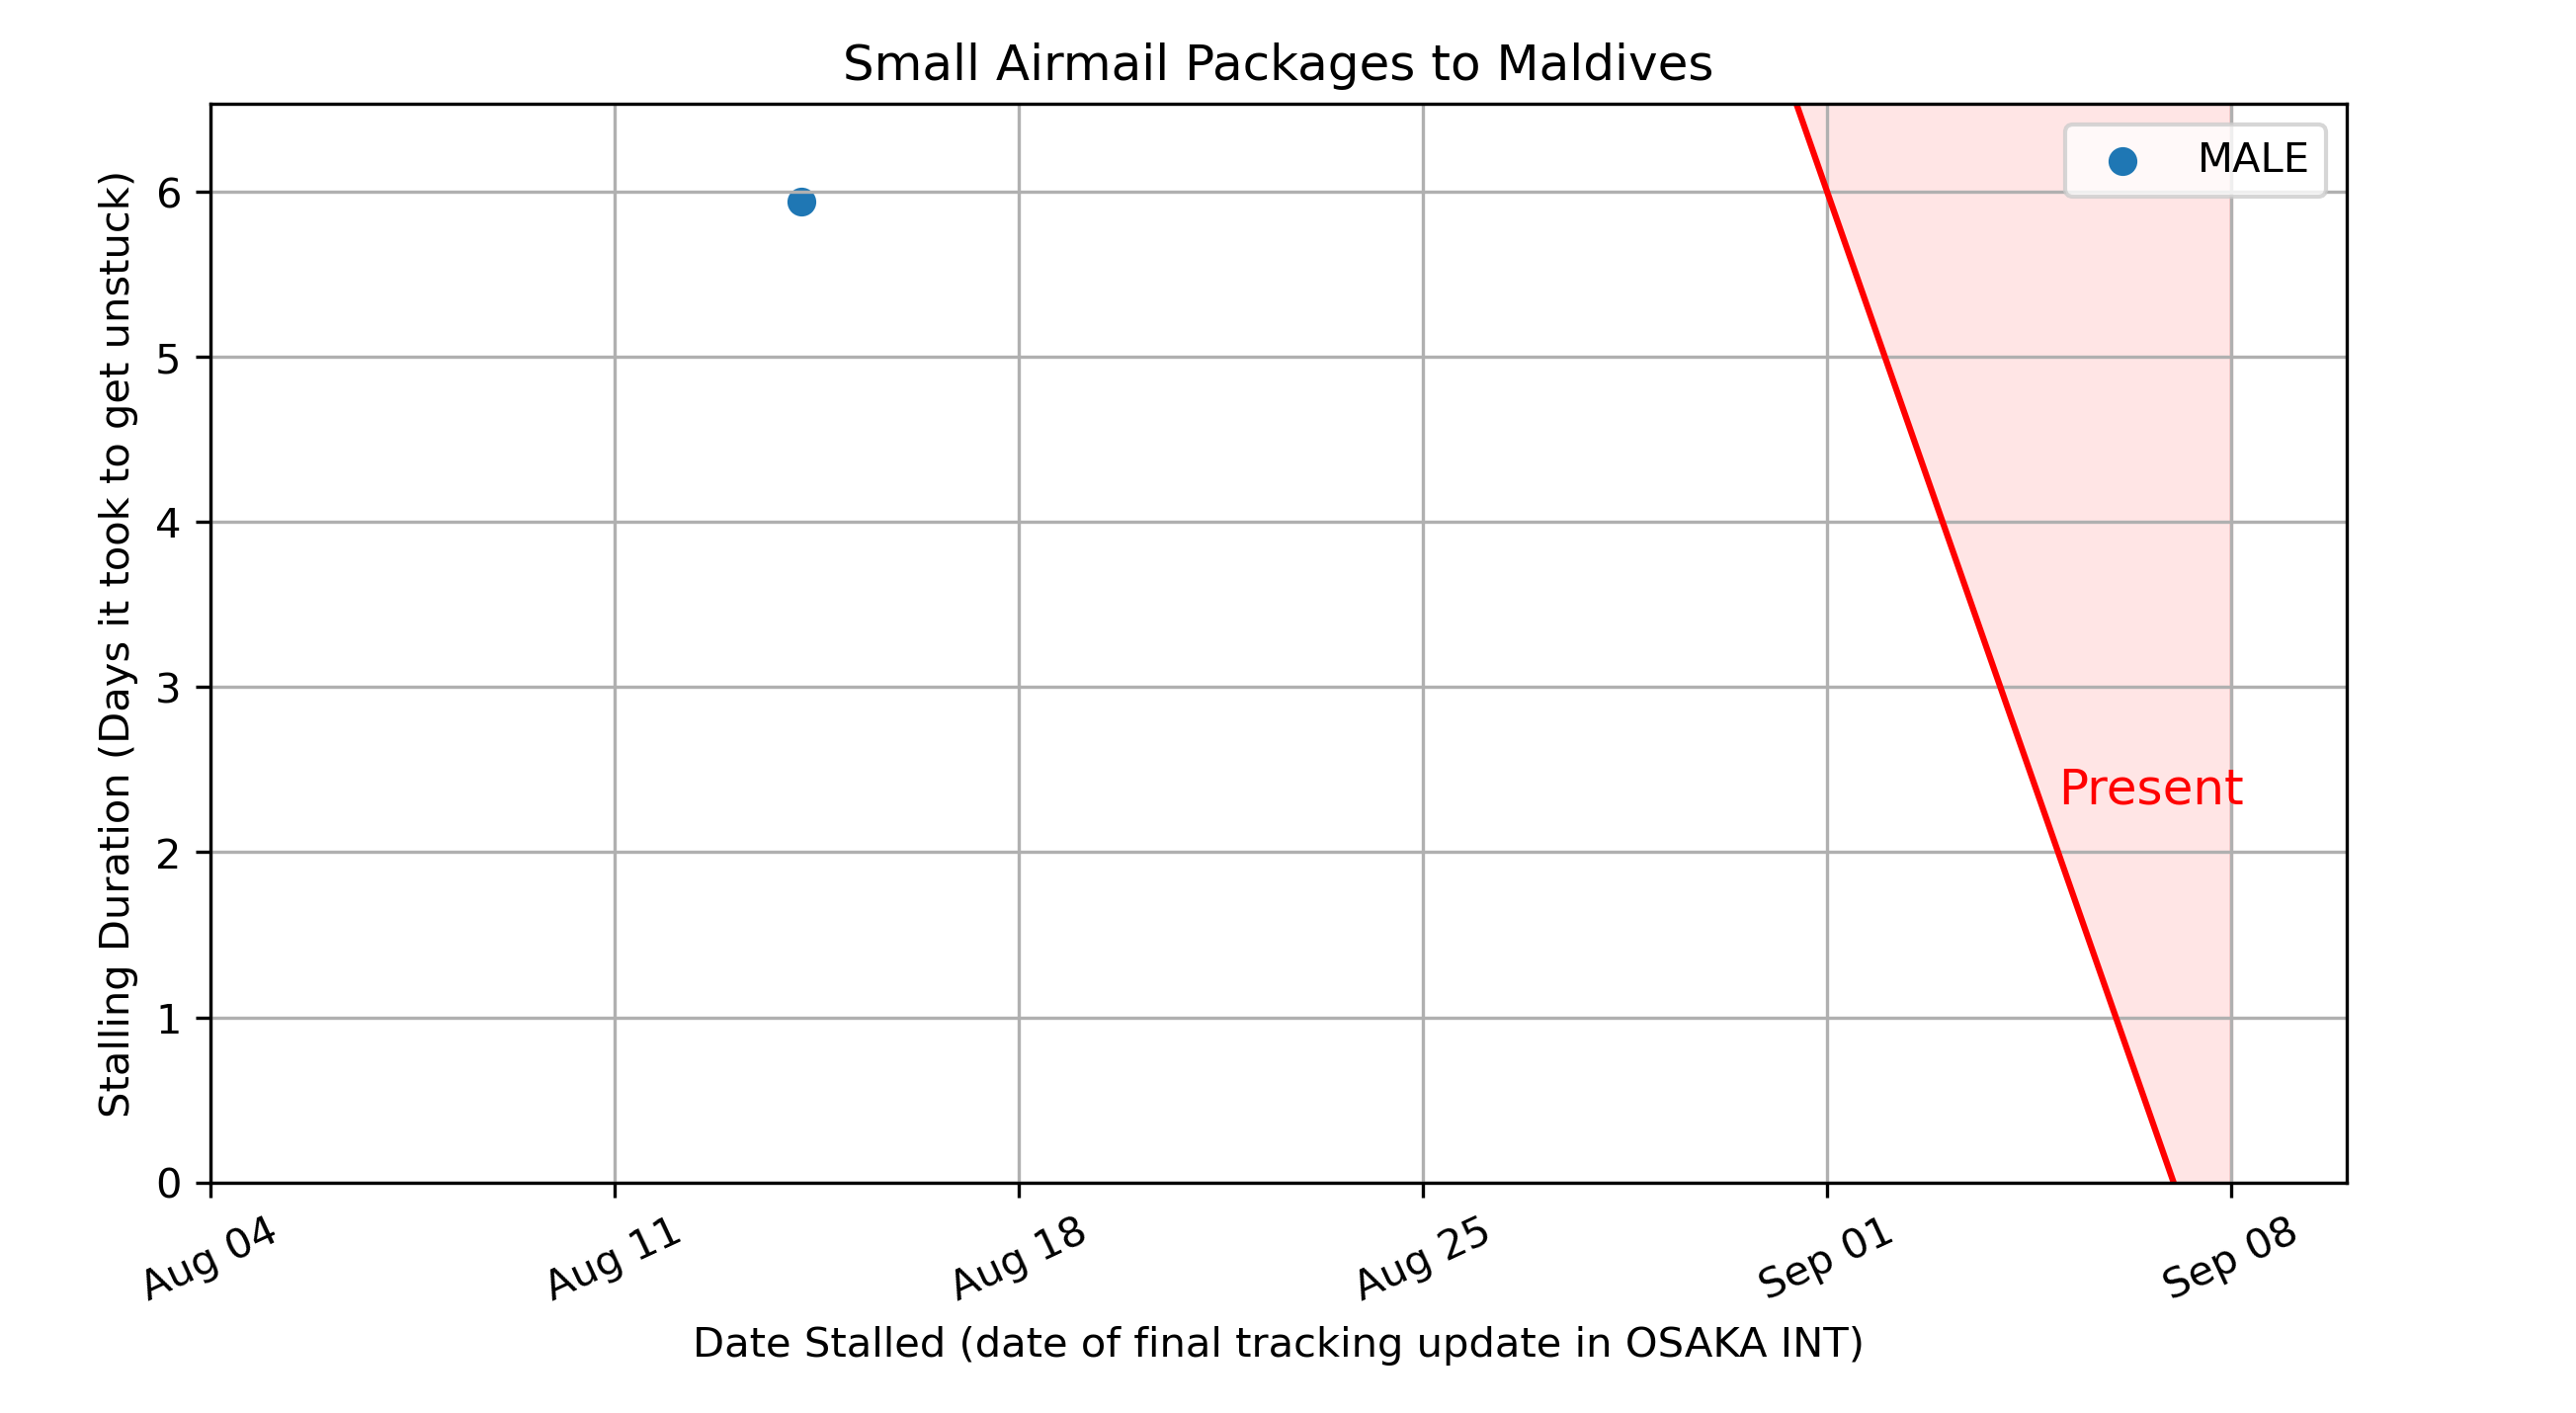 Small Airmail Packages to Maldives
MALE
Stalling Duration (Days it took to get unstuck)
6
5
4
3
2
1
0
Present
Aug 04
Aug 11
Aug 18
Aug 25
Sep 01
Sep 08
Date Stalled (date of final tracking update in OSAKA INT)